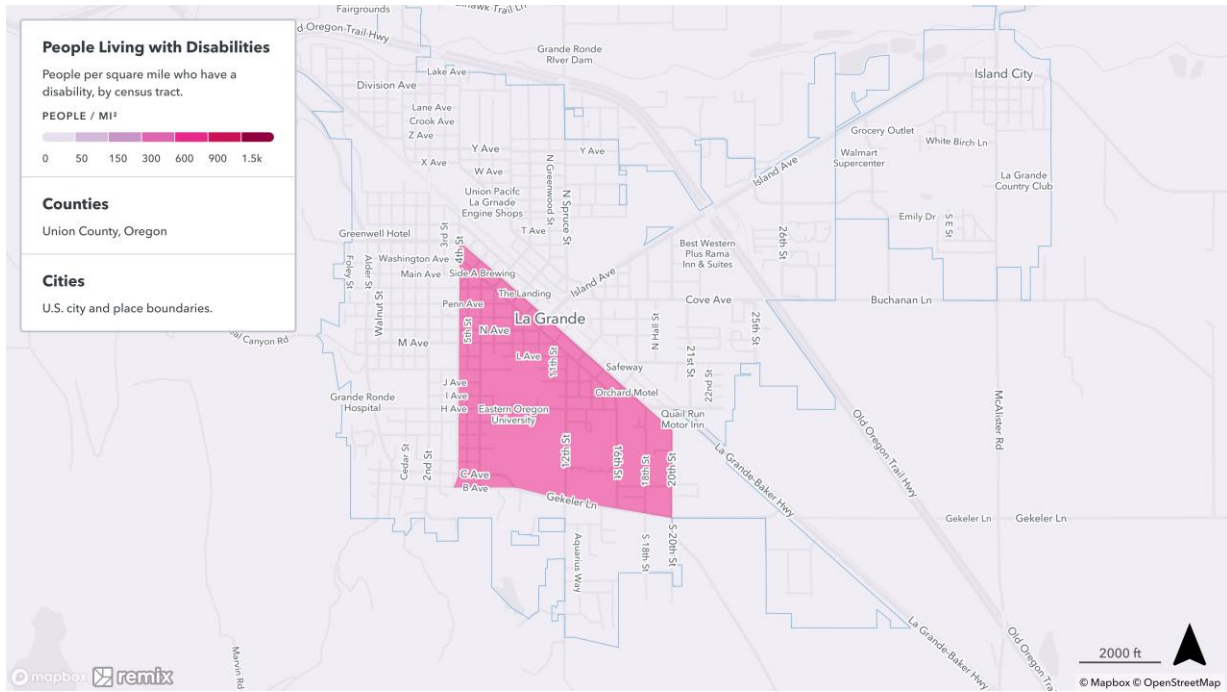 People Living with Disabilities
People per square mile who have a
disability, by census tract.
PEOPLE / MI²
0 50 150 300 600 900 1.5k
Counties
Union County, Oregon
Cities
U.S. city and place boundaries.
Fairgrounds
d Oregon Trail Hwy
Grande Ronde
RIver Dam
Lake Ave
Division Ave
Island City
Lane Ave
Crook Ave
Z Ave
Grocery Outlet
White Birch Ln
Y Ave
Y Ave
Walmart
Supercenter
X Ave
W Ave
N Greenwood St
Island Ave
La Grande
Country Club
Union Pacifc
La Grnade
Engine Shops
N Spruce St
Emily Dr
S E St
3rd St
4th St
T Ave
26th St
Greenwell Hotel
Best Western
Plus Rama
Inn & Suites
Washington Ave
Foley St
Alder St
Main Ave
Side A Brewing
Island Ave
The Landing
Walnut St
Penn Ave
Cove Ave
Buchanan Ln
La Grande
5th St
N Ave
N Hall St
25th St
al Canyon Rd
M Ave
L Ave
11th St
21st St
Safeway
22nd St
J Ave
I Ave
H Ave
Orchard Motel
Grande Ronde
Hospital
Eastern Oregon
University
Quail Run
Motor Inn
McAlister Rd
Old Oregon Trail Hwy
12th St
16th St
18th St
20th St
La Grande-Baker Hwy
Cedar St
2nd St
C Ave
B Ave
Gekeler Ln
Gekeler Ln
Gekeler Ln
Aquarius Way
S 18th St
S 20th St
La Grande-Baker Hwy
Old Oregon Tra
Marvin Rd
2000 ft
mapbox remix
© Mapbox © OpenStreetMap